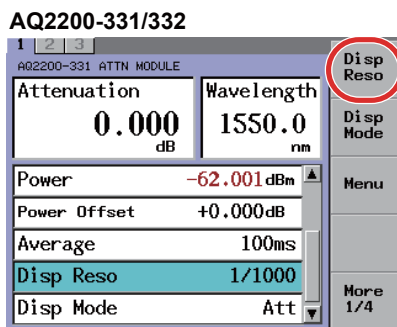 AQ2200-331/332
1 2 3
AQ2200-331 ATTN MODULE
Attenuation
0.000
dB
Wavelength
1550.0
nm
Power -62.001dBm
Power Offset +0.000dB
Average 100ms
Disp Reso 1/1000
Disp Mode Att
Disp
Reso
Disp
Mode
Menu
More
1/4